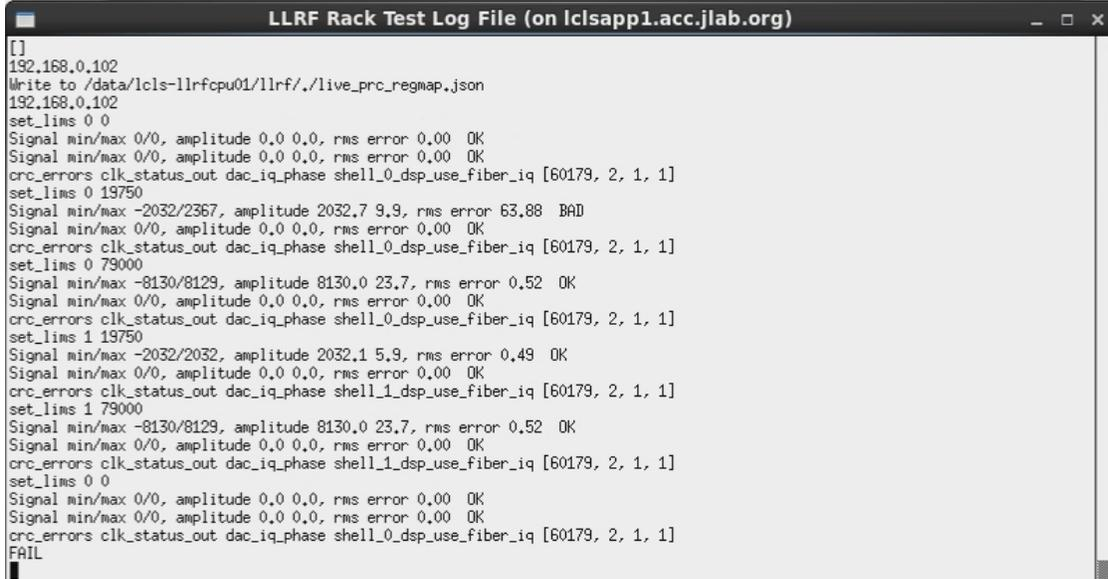 LLRF Rack Test Log File (on lclsapp1.acc.jlab.org)
[]
192.168.0.102
Write to /data/lcls-llrfcpu01/llrf/./live_prc_regmap.json
192.168.0.102
set_lims 0 0
Signal min/max 0/0, amplitude 0.0 0.0, rms error 0.00  OK
Signal min/max 0/0, amplitude 0.0 0.0, rms error 0.00  OK
crc_errors clk_status_out dac_iq_phase shell_0_dsp_use_fiber_iq [60179, 2, 1, 1]
set_lims 0 19750
Signal min/max -2032/2367, amplitude 2032.7 9.9, rms error 63.88  BAD
Signal min/max 0/0, amplitude 0.0 0.0, rms error 0.00  OK
crc_errors clk_status_out dac_iq_phase shell_0_dsp_use_fiber_iq [60179, 2, 1, 1]
set_lims 0 79000
Signal min/max -8130/8129, amplitude 8130.0 23.7, rms error 0.52  OK
Signal min/max 0/0, amplitude 0.0 0.0, rms error 0.00  OK
crc_errors clk_status_out dac_iq_phase shell_0_dsp_use_fiber_iq [60179, 2, 1, 1]
set_lims 1 19750
Signal min/max -2032/2032, amplitude 2032.1 5.9, rms error 0.49  OK
Signal min/max 0/0, amplitude 0.0 0.0, rms error 0.00  OK
crc_errors clk_status_out dac_iq_phase shell_1_dsp_use_fiber_iq [60179, 2, 1, 1]
set_lims 1 79000
Signal min/max -8130/8129, amplitude 8130.0 23.7, rms error 0.52  OK
Signal min/max 0/0, amplitude 0.0 0.0, rms error 0.00  OK
crc_errors clk_status_out dac_iq_phase shell_1_dsp_use_fiber_iq [60179, 2, 1, 1]
set_lims 0 0
Signal min/max 0/0, amplitude 0.0 0.0, rms error 0.00  OK
Signal min/max 0/0, amplitude 0.0 0.0, rms error 0.00  OK
crc_errors clk_status_out dac_iq_phase shell_0_dsp_use_fiber_iq [60179, 2, 1, 1]
FAIL